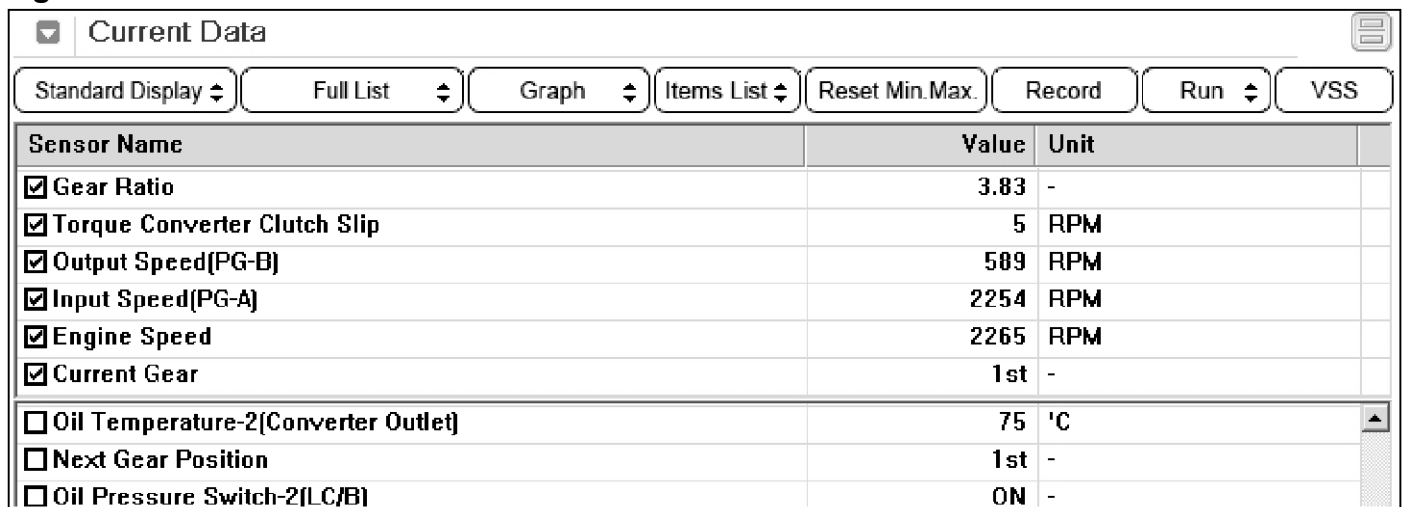 Current Data
Standard Display Full List Graph Items List Reset Min.Max. Record Run VSS
Sensor Name Value Unit
Gear Ratio 3.83 -
Torque Converter Clutch Slip 5 RPM
Output Speed(PG-B) 589 RPM
Input Speed(PG-A) 2254 RPM
Engine Speed 2265 RPM
Current Gear 1st -
Oil Temperature-2(Converter Outlet) 75 'C
Next Gear Position 1st -
Oil Pressure Switch-2(LC/B) ON -